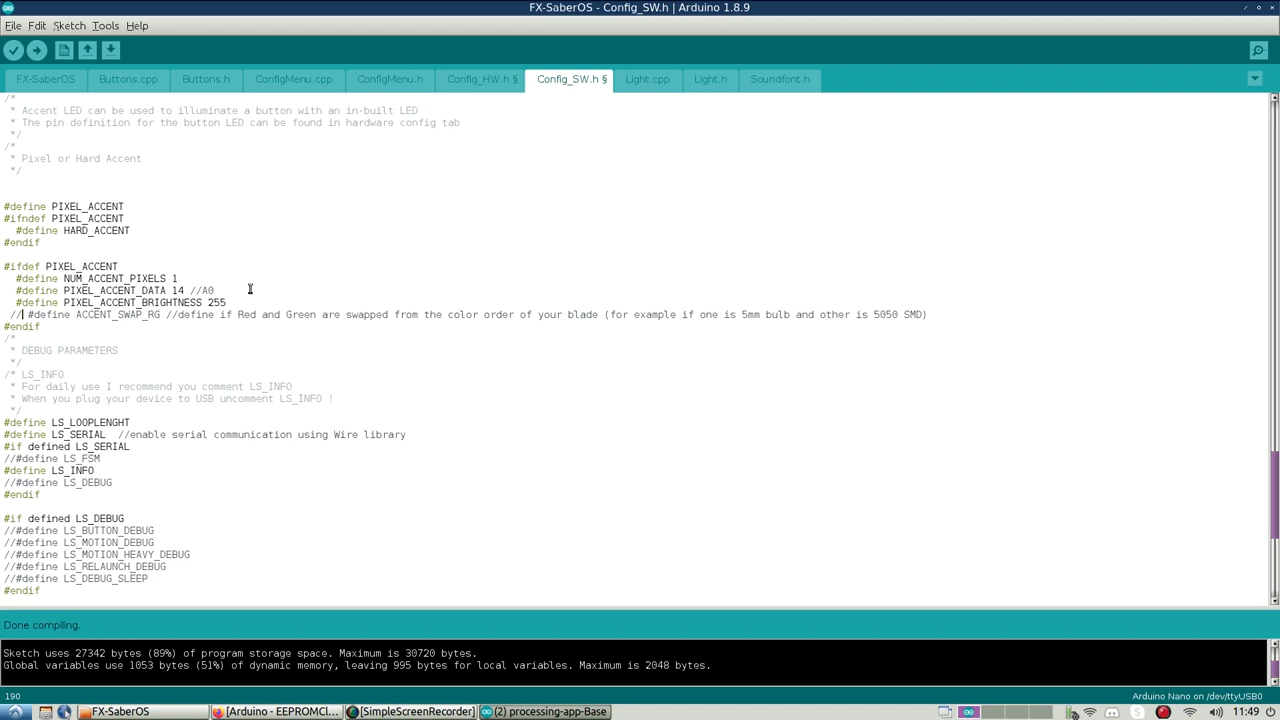 FX-SaberOS - Config_SW.h | Arduino 1.8.9
File Edit Sketch Tools Help
FX-SaberOS Buttons.cpp Buttons.h ConfigMenu.cpp ConfigMenu.h Config_HW.h § Config_SW.h § Light.cpp Light.h Soundfont.h
/*
* Accent LED can be used to illuminate a button with an in-built LED
* The pin definition for the button LED can be found in hardware config tab
*/
/*
* Pixel or Hard Accent
*/
#define PIXEL_ACCENT
#ifndef PIXEL_ACCENT
#define HARD_ACCENT
#endif
#ifdef PIXEL_ACCENT
#define NUM_ACCENT_PIXELS 1
#define PIXEL_ACCENT_DATA 14 //A0
#define PIXEL_ACCENT_BRIGHTNESS 255
// #define ACCENT_SWAP_RG //define if Red and Green are swapped from the color order of your blade (for example if one is 5mm bulb and other is 5050 SMD)
#endif
/*
* DEBUG PARAMETERS
*/
/* LS_INFO
* For daily use I recommend you comment LS_INFO
* When you plug your device to USB uncomment LS_INFO !
*/
#define LS_LOOPLENGHT
#define LS_SERIAL //enable serial communication using Wire library
#if defined LS_SERIAL
//#define LS_FSM
#define LS_INFO
//#define LS_DEBUG
#endif
#if defined LS_DEBUG
//#define LS_BUTTON_DEBUG
//#define LS_MOTION_DEBUG
//#define LS_MOTION_HEAVY_DEBUG
//#define LS_RELAUNCH_DEBUG
//#define LS_DEBUG_SLEEP
#endif
Done compiling.
Sketch uses 27342 bytes (89%) of program storage space. Maximum is 30720 bytes.
Global variables use 1053 bytes (51%) of dynamic memory, leaving 995 bytes for local variables. Maximum is 2048 bytes.
190 Arduino Nano on /dev/ttyUSB0
FX-SaberOS [Arduino - EEPROMCl... [SimpleScreenRecorder] (2) processing-app-Base 11:49